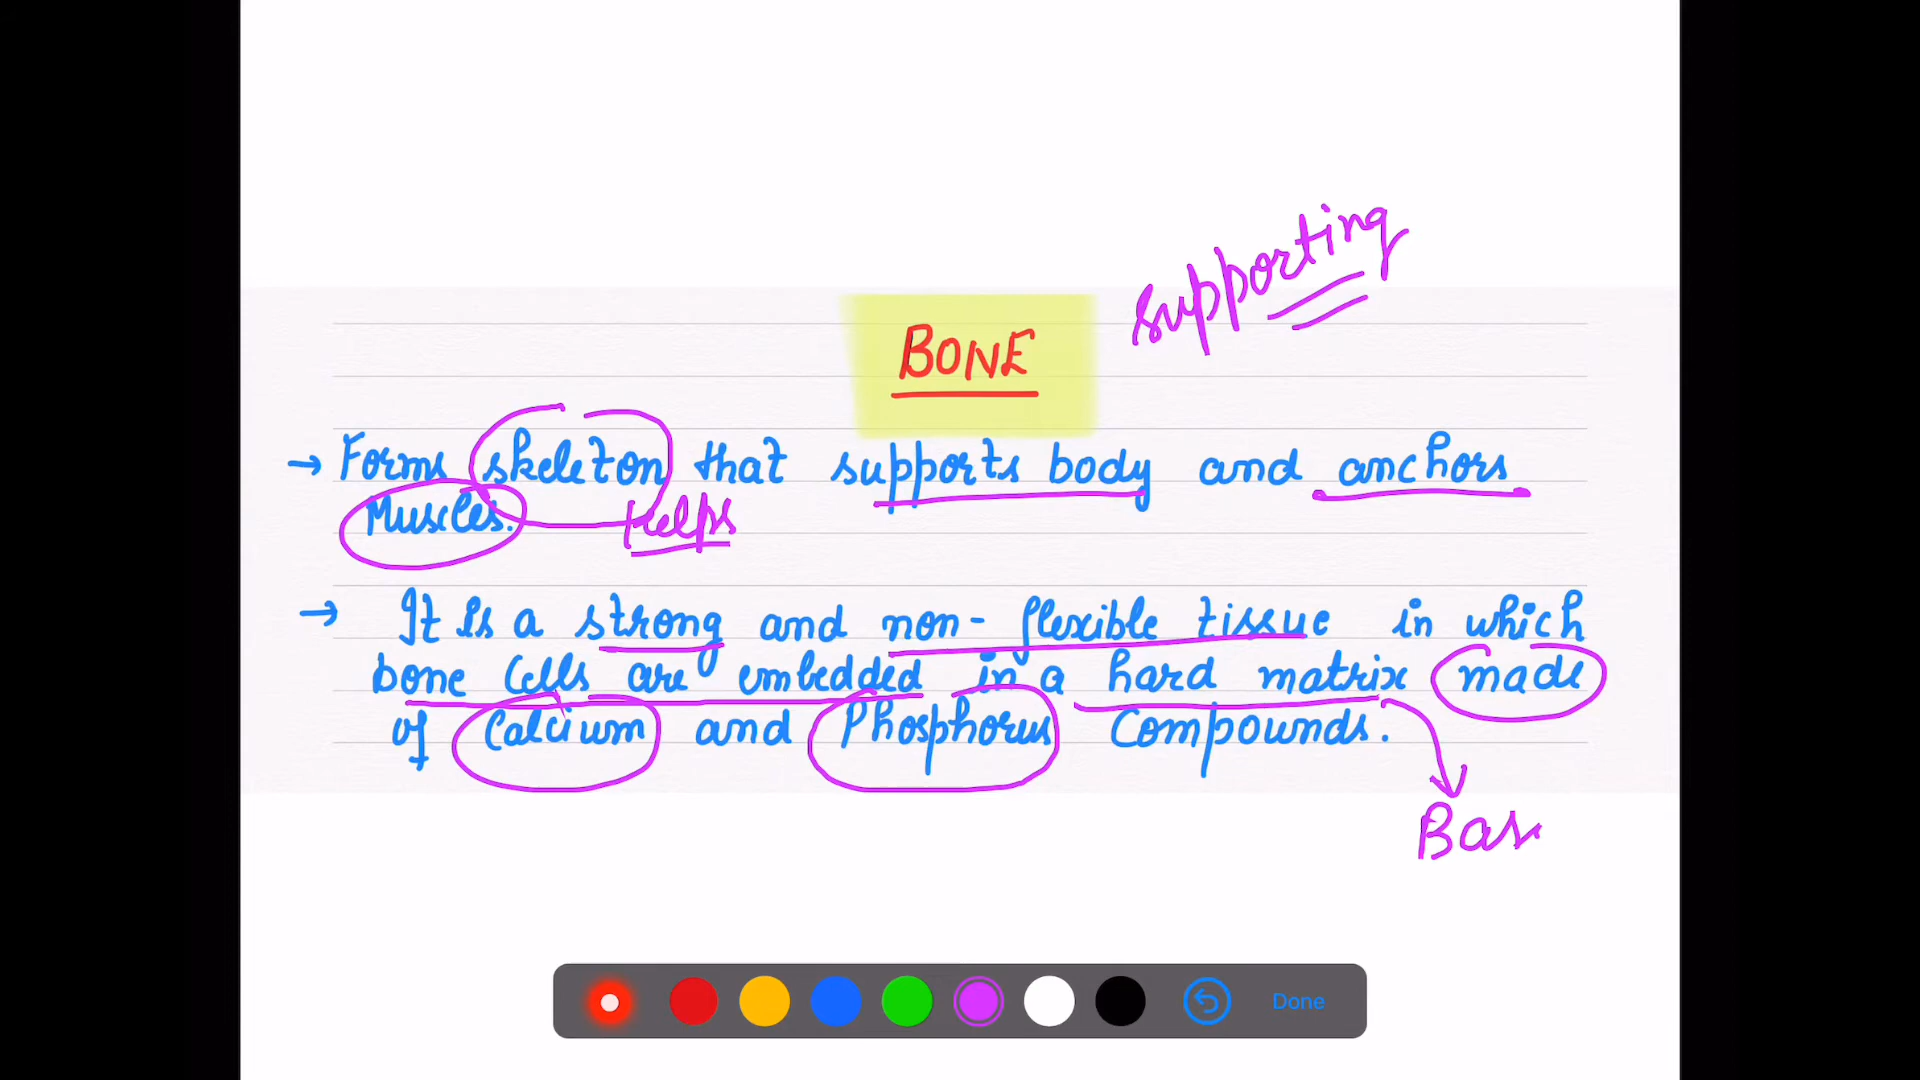 supporting
BONE
→ Forms skeleton that supports body and anchors
Muscles. Helps
→ It is a strong and non-flexible tissue in which
bone cells are embedded in a hard matrix made
of Calcium and Phosphorus Compounds.
Bas
Done